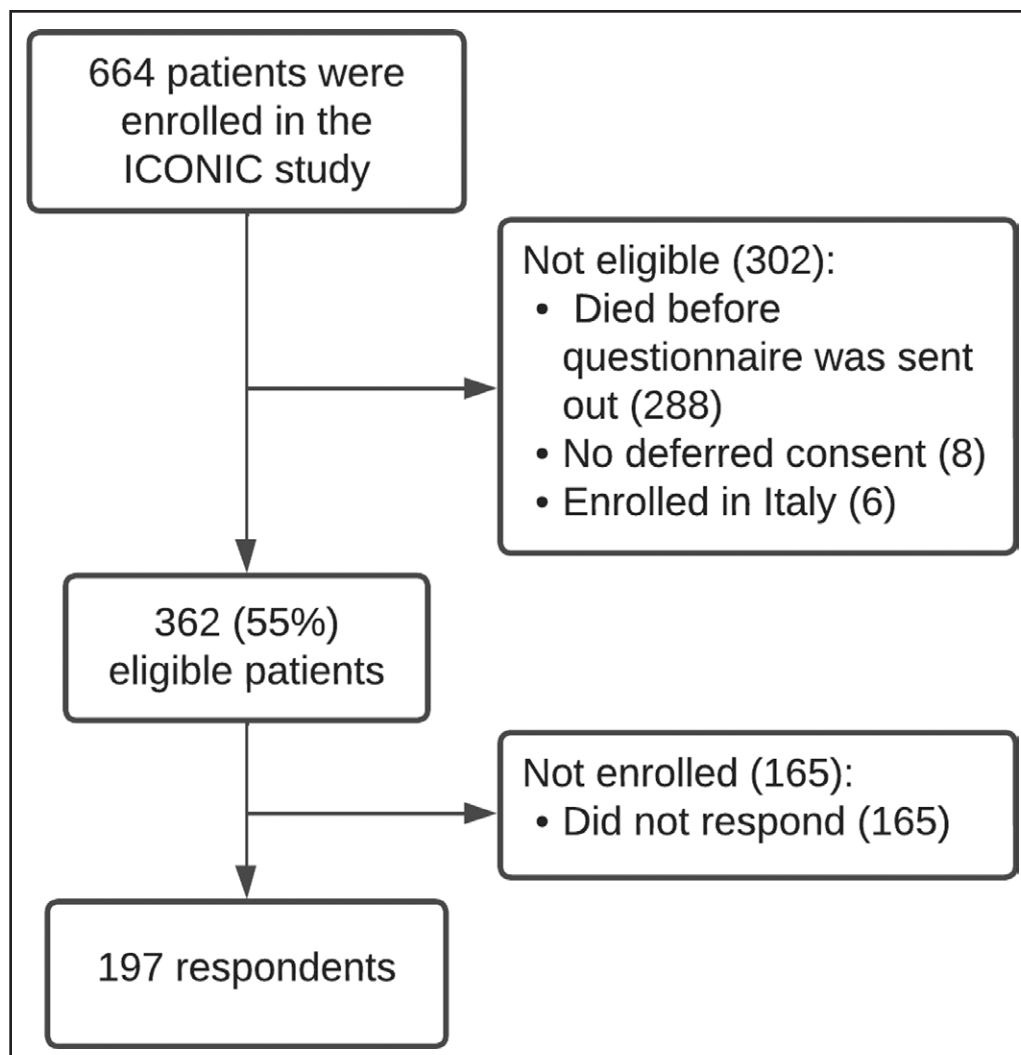 664 patients were
enrolled in the
ICONIC study
Not eligible (302):
• Died before
questionnaire was sent
out (288)
• No deferred consent (8)
• Enrolled in Italy (6)
362 (55%)
eligible patients
Not enrolled (165):
• Did not respond (165)
197 respondents